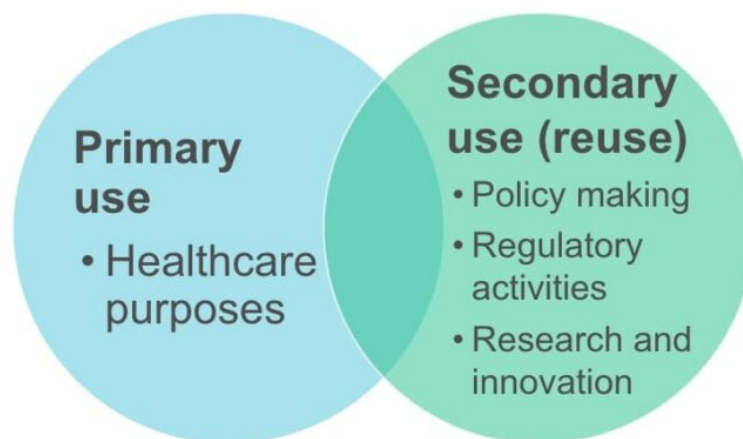 Primary
use
• Healthcare
purposes
Secondary
use (reuse)
• Policy making
• Regulatory
activities
• Research and
innovation